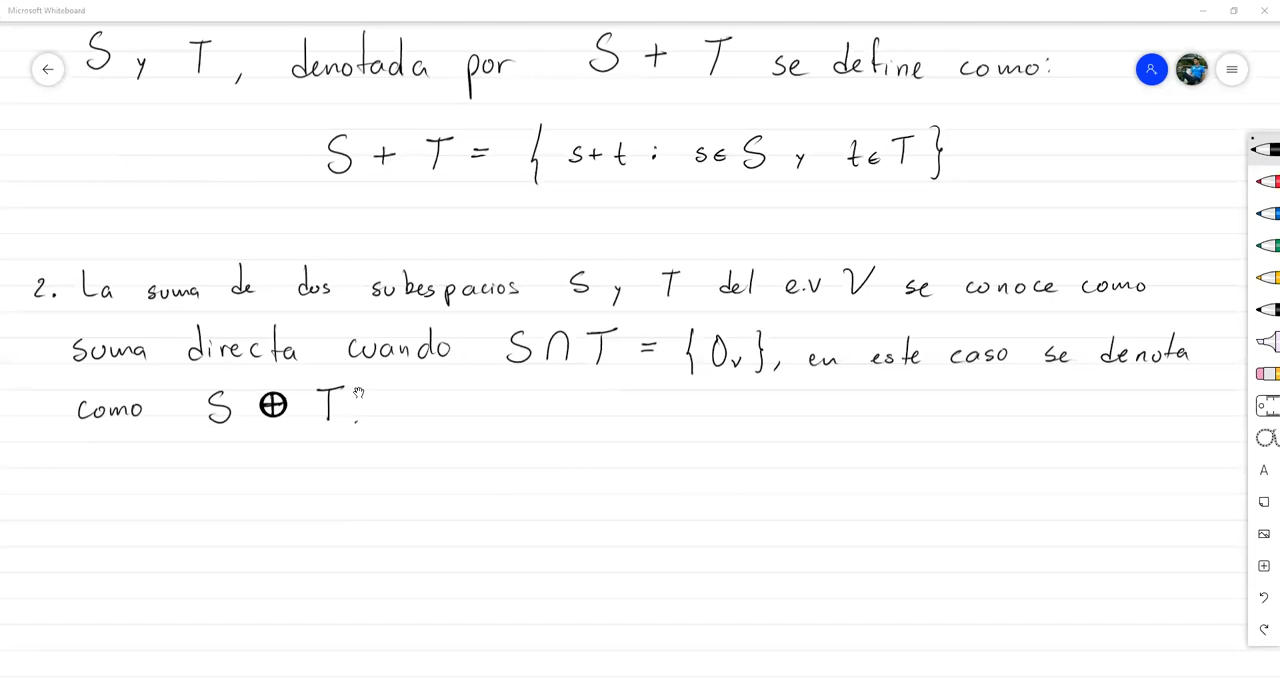 Microsoft Whiteboard
S y T, denotada por S + T se define como:
S + T = { s+t : s∈S y t∈T}
2. La suma de dos subespacios S y T del e.v V se conoce como
suma directa cuando S∩T = {0v}, en este caso se denota
como S ⊕ T.
A